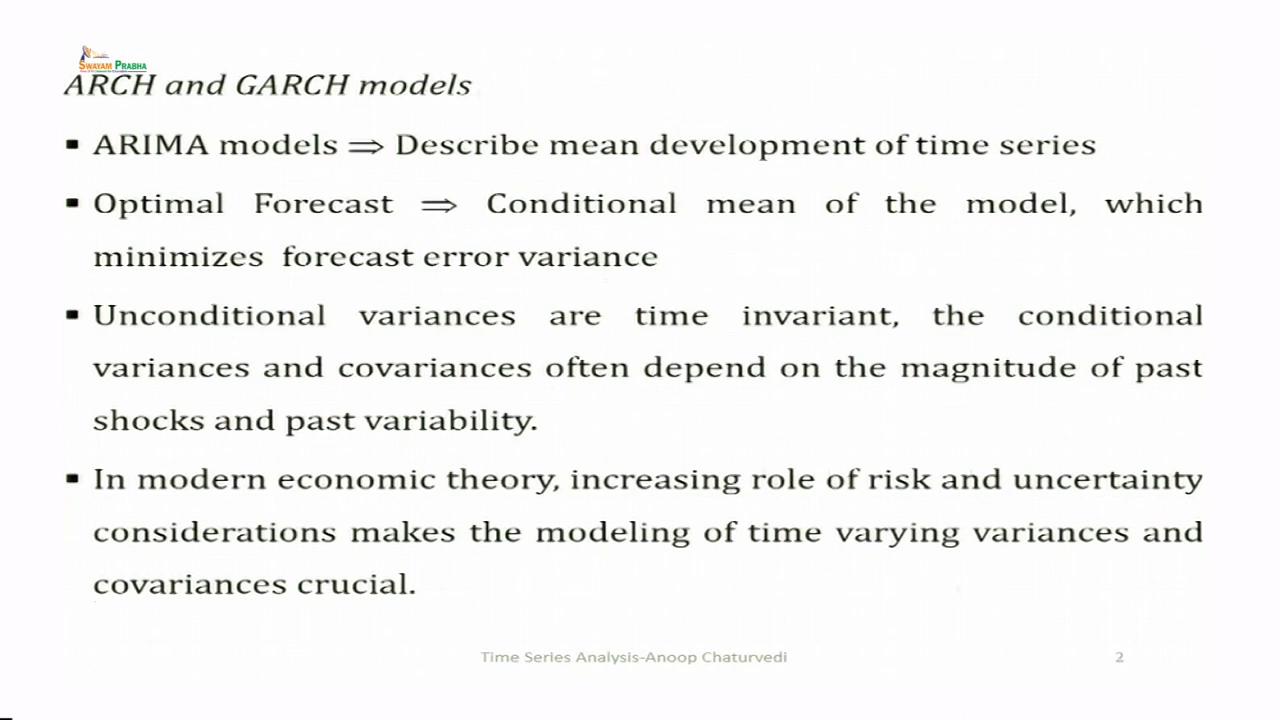 SWAYAM PRABHA
ARCH and GARCH models
▪ ARIMA models ⟹ Describe mean development of time series
▪ Optimal Forecast ⟹ Conditional mean of the model, which
minimizes forecast error variance
▪ Unconditional variances are time invariant, the conditional
variances and covariances often depend on the magnitude of past
shocks and past variability.
▪ In modern economic theory, increasing role of risk and uncertainty
considerations makes the modeling of time varying variances and
covariances crucial.
Time Series Analysis-Anoop Chaturvedi
2